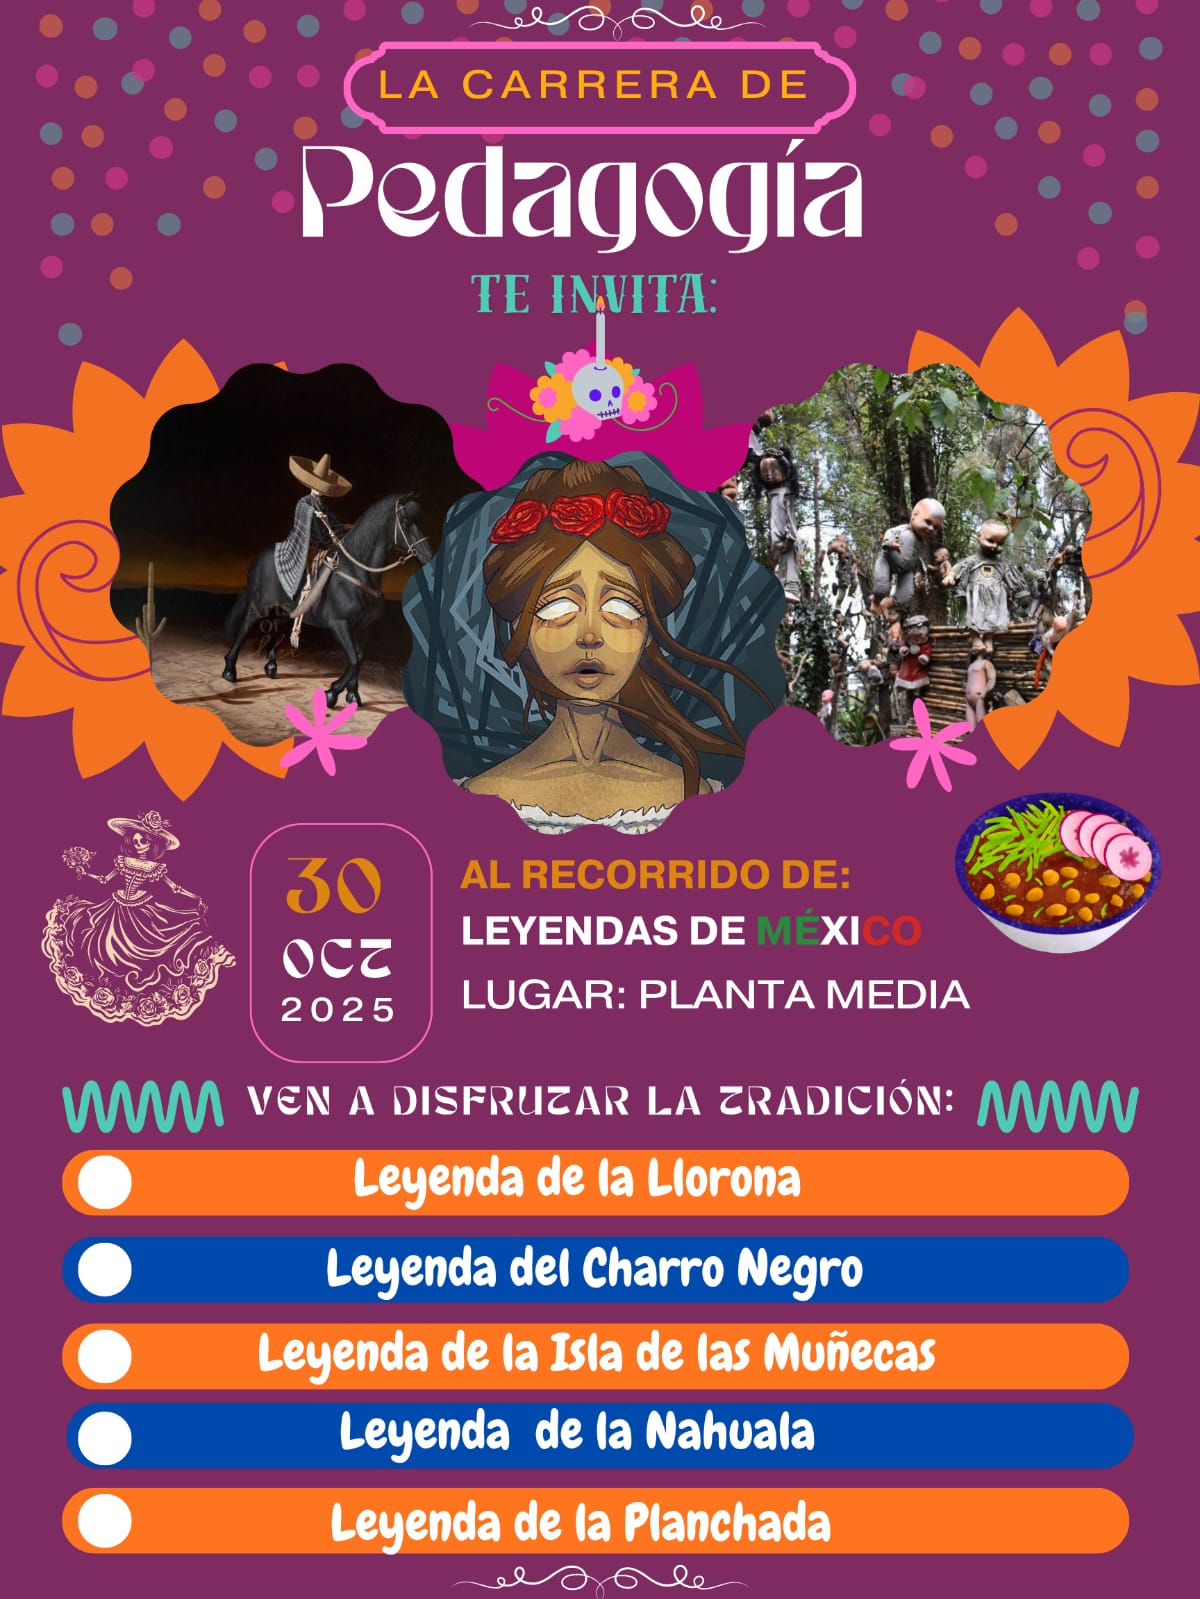 LA CARRERA DE
Pedagogía
TE INVITA:
30
OCT
2025
AL RECORRIDO DE:
LEYENDAS DE MÉXICO
LUGAR: PLANTA MEDIA
VEN A DISFRUTAR LA TRADICIÓN:
Leyenda de la Llorona
Leyenda del Charro Negro
Leyenda de la Isla de las Muñecas
Leyenda de la Nahuala
Leyenda de la Planchada